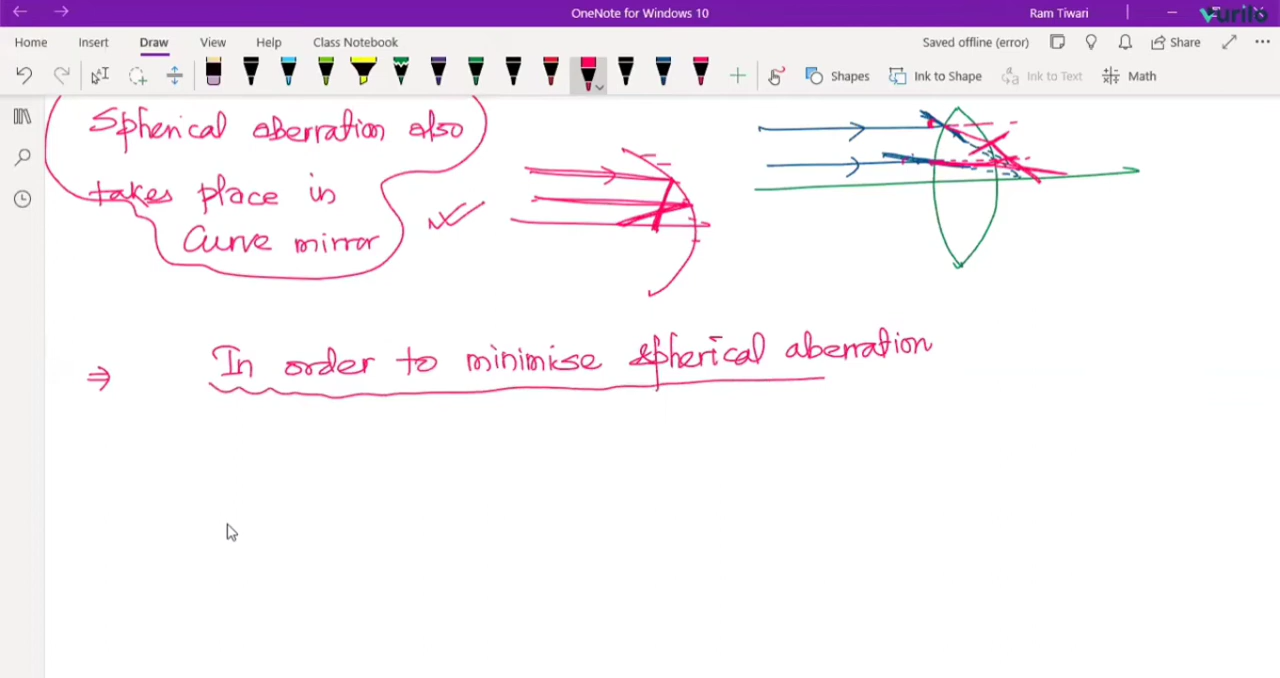 OneNote for Windows 10
Ram Tiwari
Yurilo
Home Insert Draw View Help Class Notebook
Saved offline (error) Share
Shapes Ink to Shape Ink to Text Math
Spherical aberration also
takes place in
Curve mirror
⇒ In order to minimise spherical aberration